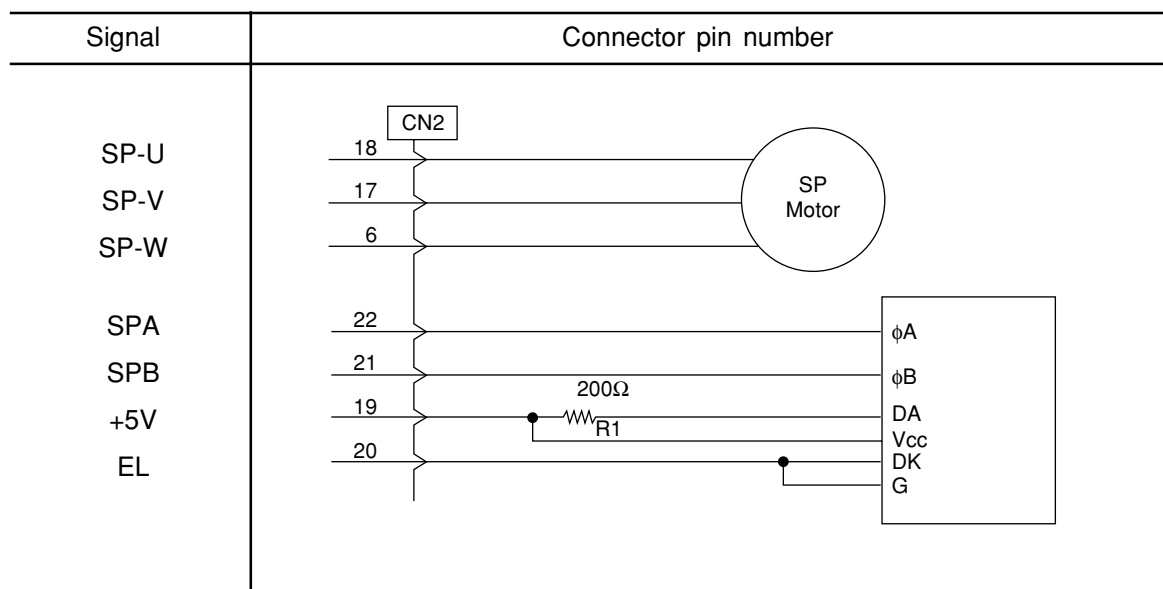 Signal Connector pin number
CN2
SP-U 18
SP-V 17
SP-W 6
SP
Motor
SPA 22 φA
SPB 21 φB
200Ω
+5V 19 R1 DA
Vcc
EL 20 DK
G